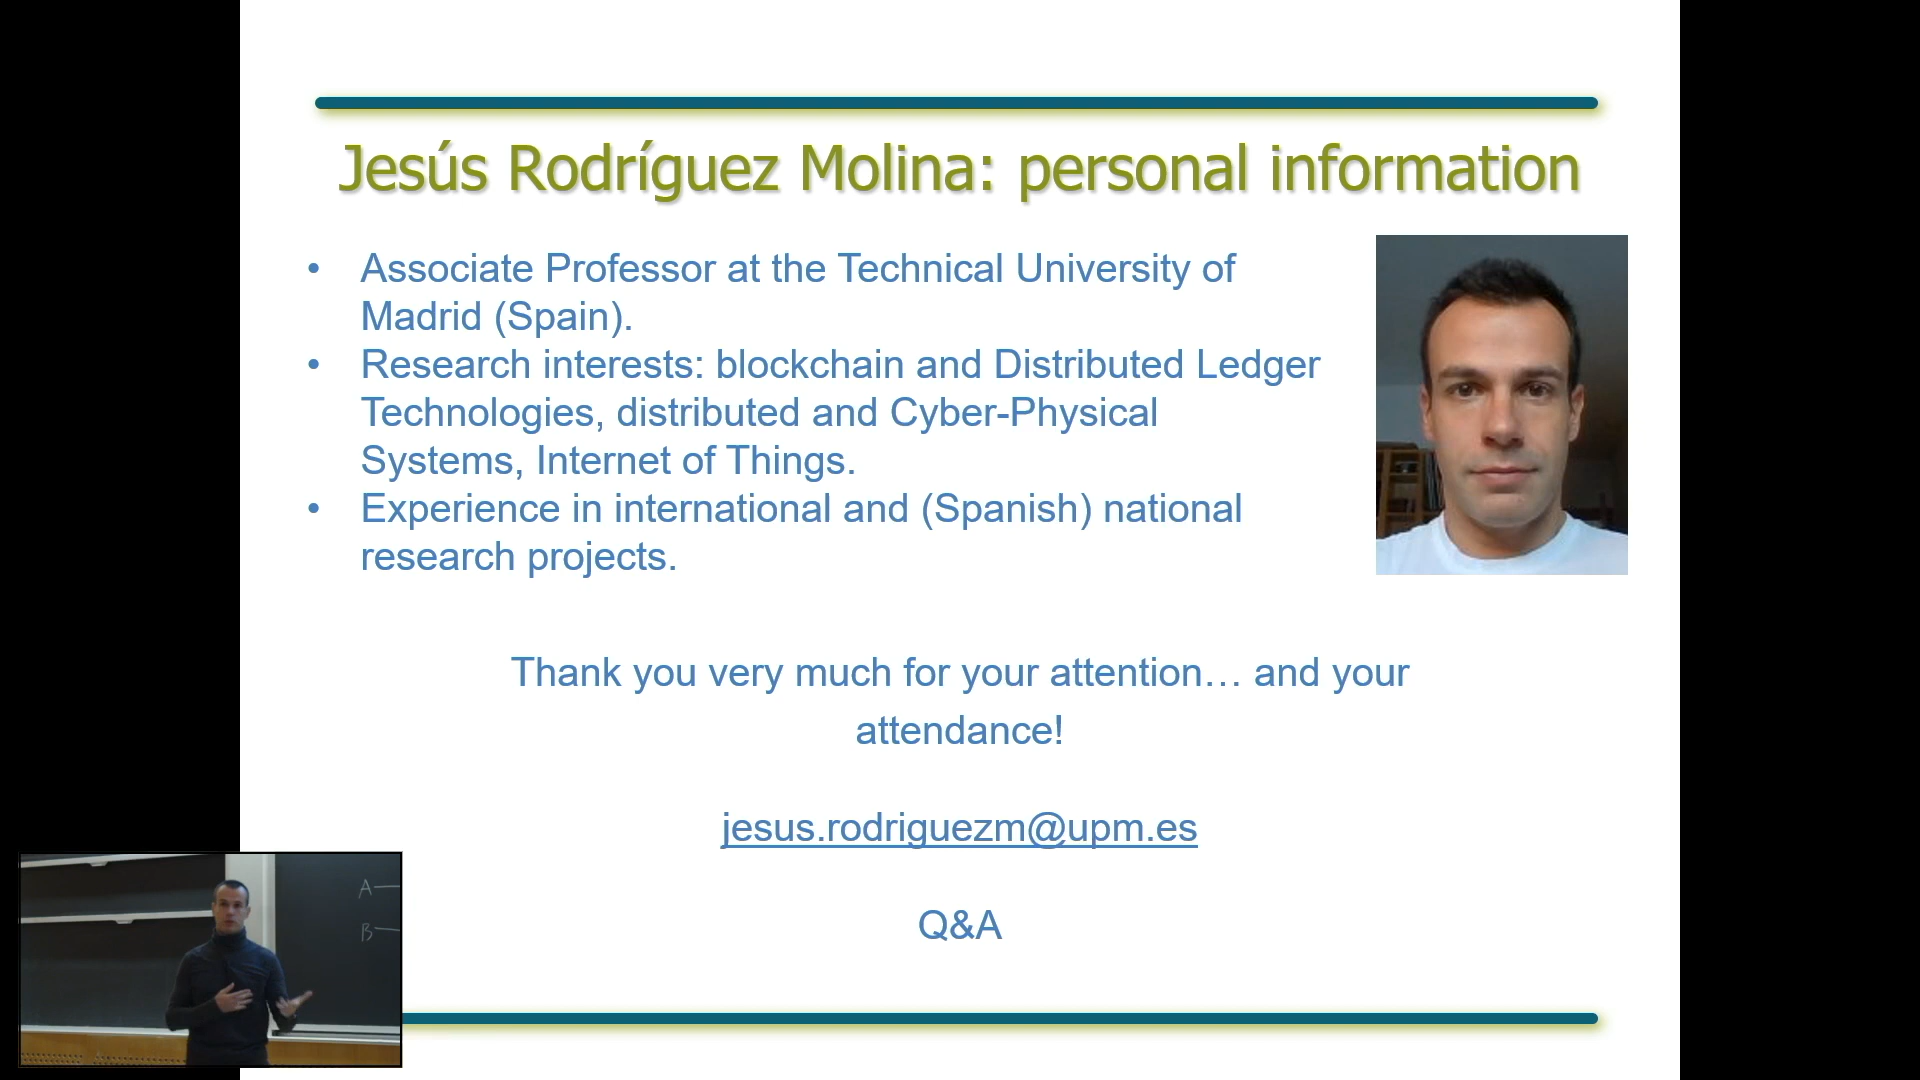 Jesús Rodríguez Molina: personal information
• Associate Professor at the Technical University of
Madrid (Spain).
• Research interests: blockchain and Distributed Ledger
Technologies, distributed and Cyber-Physical
Systems, Internet of Things.
• Experience in international and (Spanish) national
research projects.
Thank you very much for your attention… and your
attendance!
jesus.rodriguezm@upm.es
Q&A
A
B